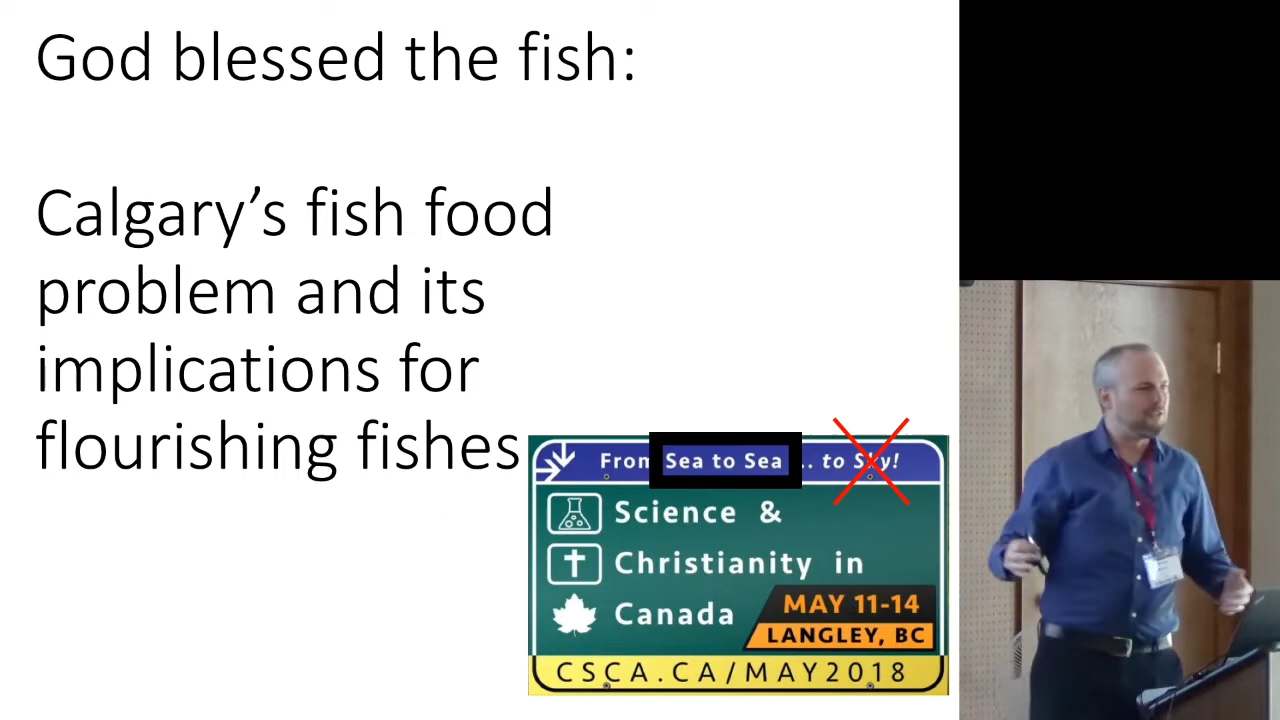 God blessed the fish:
Calgary’s fish food
problem and its
implications for
flourishing fishes
From Sea to Sea ... to Sky!
Science &
Christianity in
Canada
MAY 11-14
LANGLEY, BC
CSCA.CA/MAY2018